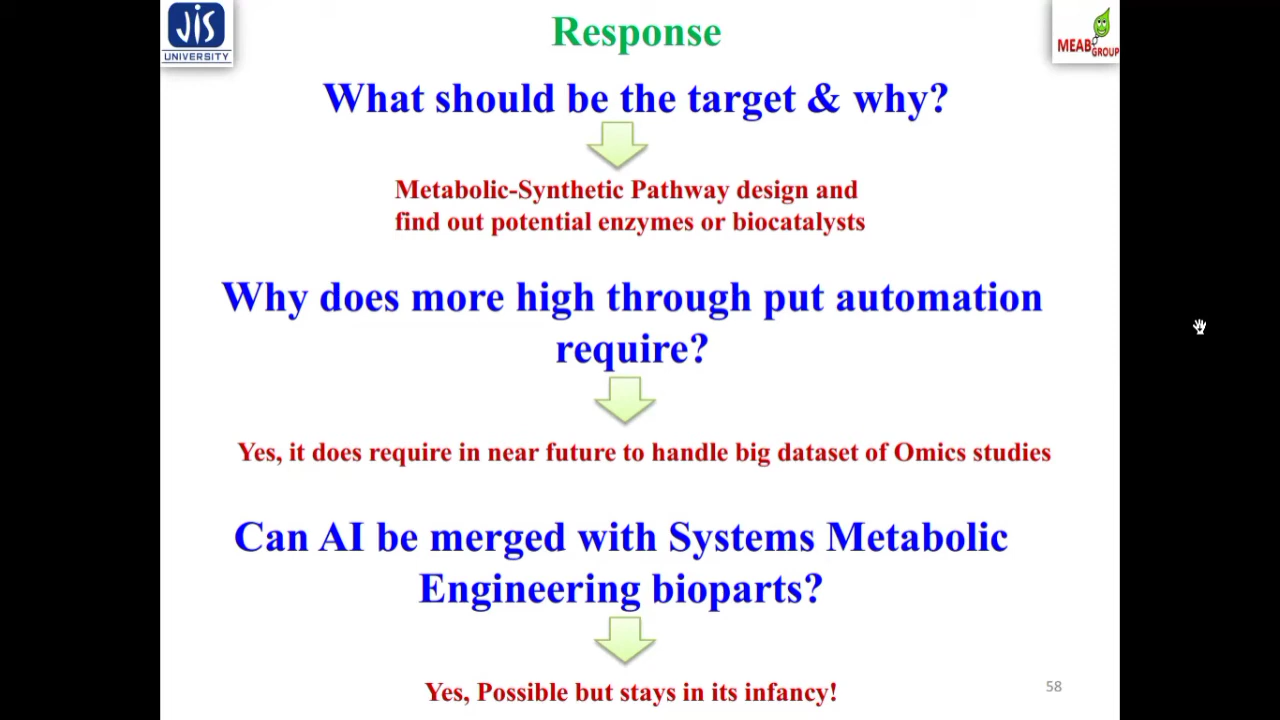 JIS
UNIVERSITY
Response
MEAB GROUP
What should be the target & why?
Metabolic-Synthetic Pathway design and
find out potential enzymes or biocatalysts
Why does more high through put automation
require?
Yes, it does require in near future to handle big dataset of Omics studies
Can AI be merged with Systems Metabolic
Engineering bioparts?
Yes, Possible but stays in its infancy!
58